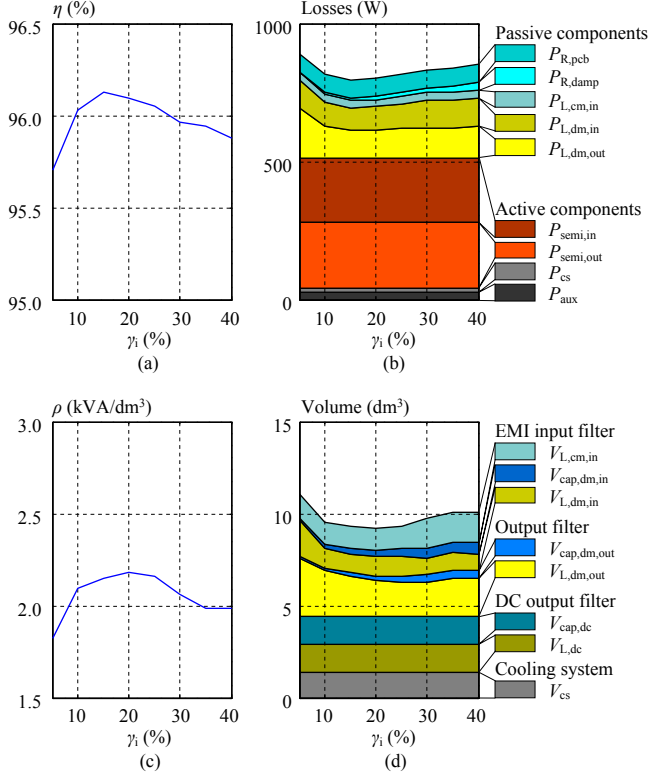 η (%)
96.5
96.0
95.5
95.0
10 20 30 40
γi (%)
(a)
Losses (W)
1000
500
0
10 20 30 40
γi (%)
(b)
Passive components
PR,pcb
PR,damp
PL,cm,in
PL,dm,in
PL,dm,out
Active components
Psemi,in
Psemi,out
Pcs
Paux
ρ (kVA/dm³)
3.0
2.5
2.0
1.5
10 20 30 40
γi (%)
(c)
Volume (dm³)
15
10
5
0
10 20 30 40
γi (%)
(d)
EMI input filter
VL,cm,in
Vcap,dm,in
VL,dm,in
Output filter
Vcap,dm,out
VL,dm,out
DC output filter
Vcap,dc
VL,dc
Cooling system
Vcs